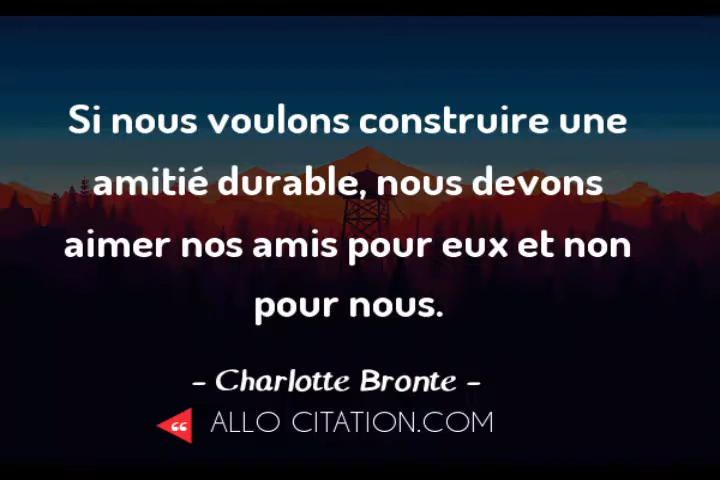 Si nous voulons construire une
amitié durable, nous devons
aimer nos amis pour eux et non
pour nous.
- Charlotte Bronte -
ALLO CITATION.COM